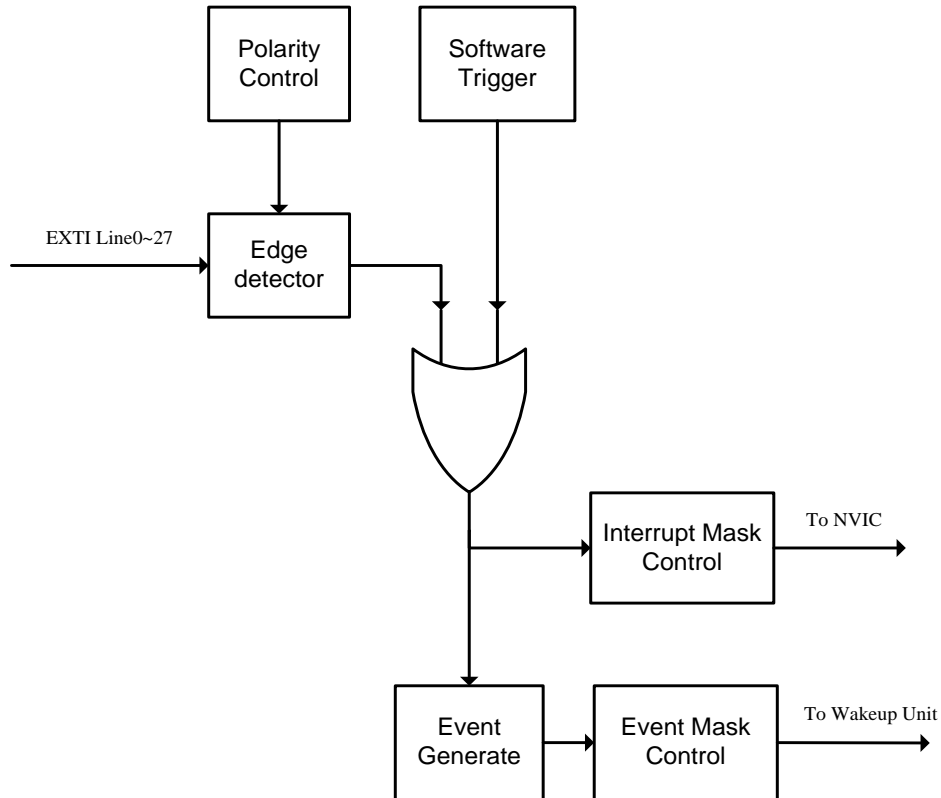 Polarity
Control
Software
Trigger
EXTI Line0~27
Edge
detector
Interrupt Mask
Control
To NVIC
Event
Generate
Event Mask
Control
To Wakeup Unit